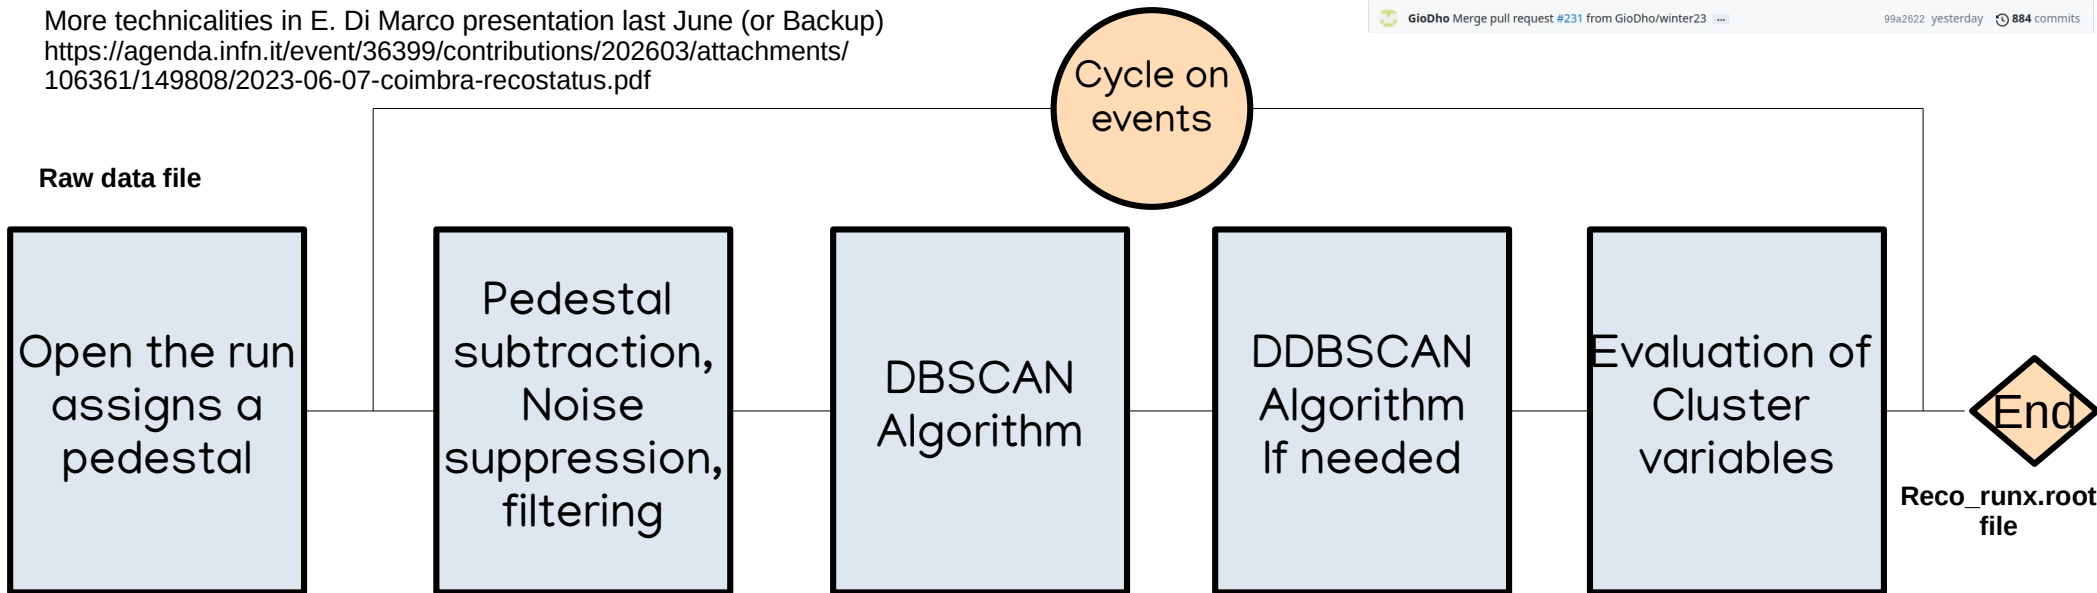 More technicalities in E. Di Marco presentation last June (or Backup)
https://agenda.infn.it/event/36399/contributions/202603/attachments/
106361/149808/2023-06-07-coimbra-recostatus.pdf
GioDho Merge pull request #231 from GioDho/winter23 ...
99a2622 yesterday 884 commits
Cycle on
events
Raw data file
Open the run
assigns a
pedestal
Pedestal
subtraction,
Noise
suppression,
filtering
DBSCAN
Algorithm
DDBSCAN
Algorithm
If needed
Evaluation of
Cluster
variables
End
Reco_runx.root
file